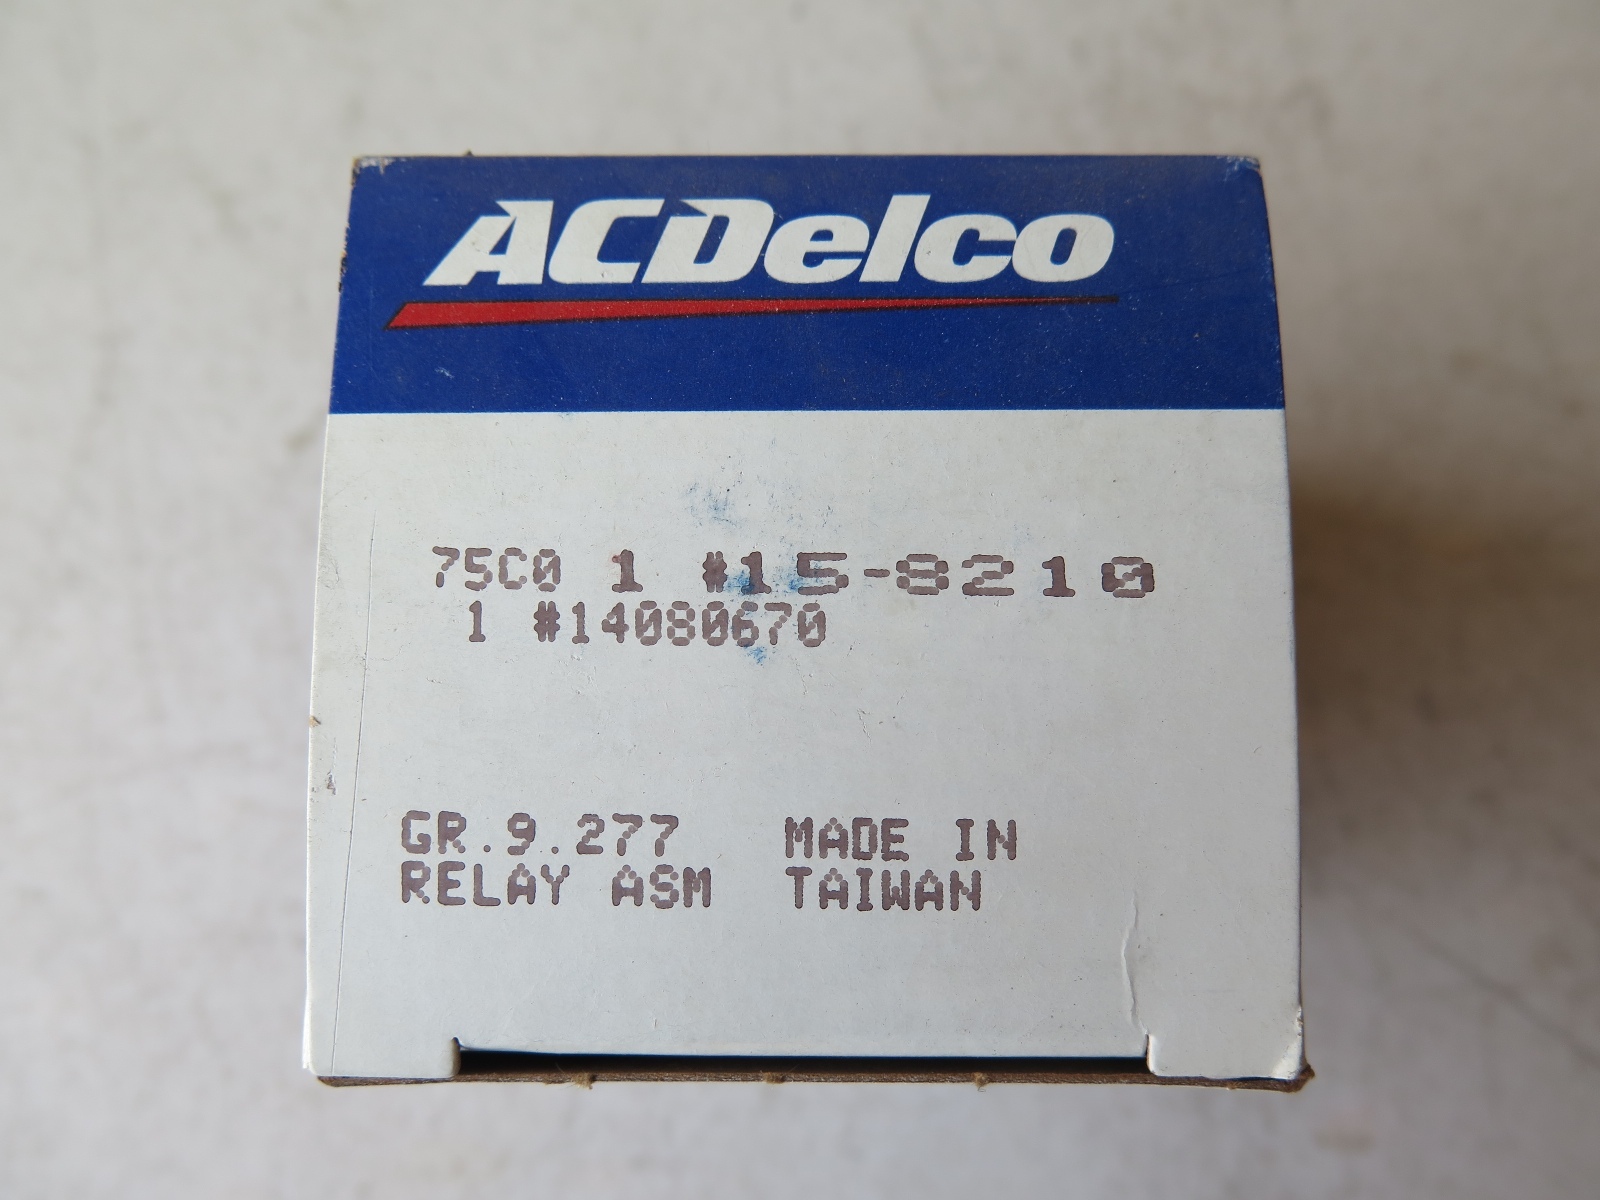 ACDelco
75C0 1 #15-8210
1 #14080670
GR.9.277 MADE IN
RELAY ASM TAIWAN